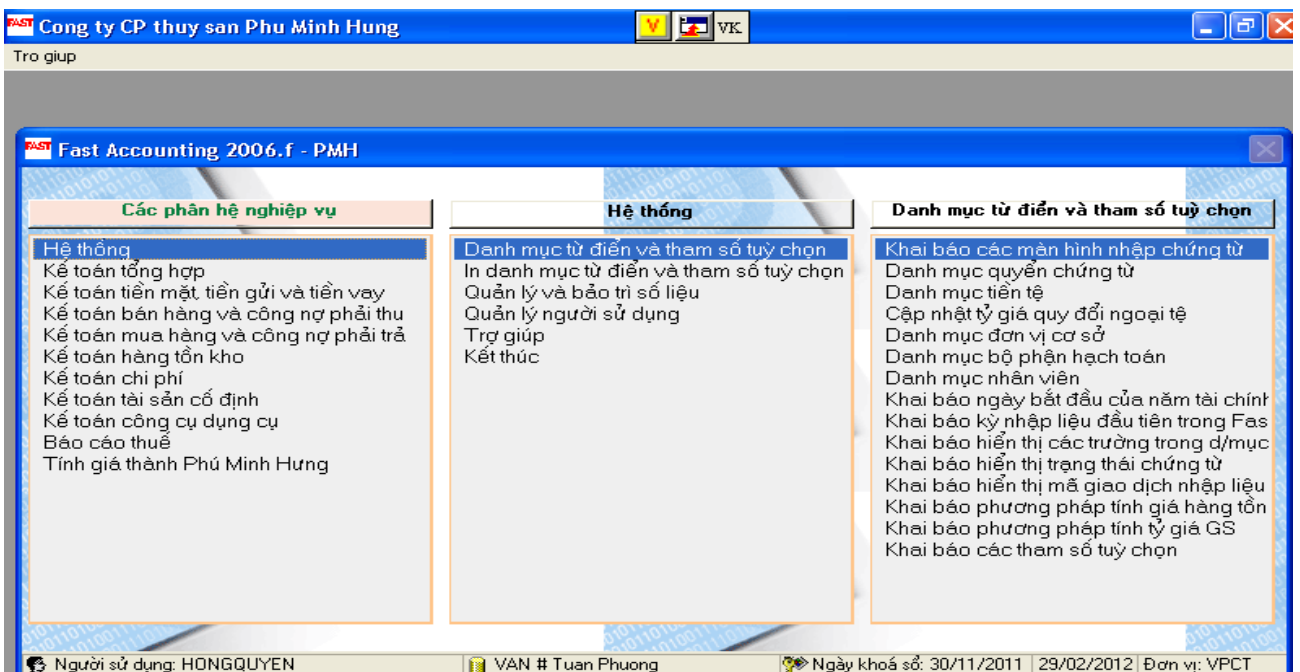 FAST Cong ty CP thuy san Phu Minh Hung V VK
Tro giup
FAST Fast Accounting 2006.f - PMH
Các phân hệ nghiệp vụ
Hệ thống
Kế toán tổng hợp
Kế toán tiền mặt, tiền gửi và tiền vay
Kế toán bán hàng và công nợ phải thu
Kế toán mua hàng và công nợ phải trả
Kế toán hàng tồn kho
Kế toán chi phí
Kế toán tài sản cố định
Kế toán công cụ dụng cụ
Báo cáo thuế
Tính giá thành Phú Minh Hưng
Hệ thống
Danh mục từ điển và tham số tuỳ chọn
In danh mục từ điển và tham số tuỳ chọn
Quản lý và bảo trì số liệu
Quản lý người sử dụng
Trợ giúp
Kết thúc
Danh mục từ điển và tham số tuỳ chọn
Khai báo các màn hình nhập chứng từ
Danh mục quyển chứng từ
Danh mục tiền tệ
Cập nhật tỷ giá quy đổi ngoại tệ
Danh mục đơn vị cơ sở
Danh mục bộ phận hạch toán
Danh mục nhân viên
Khai báo ngày bắt đầu của năm tài chính
Khai báo kỳ nhập liệu đầu tiên trong Fas
Khai báo hiển thị các trường trong d/mục
Khai báo hiển thị trạng thái chứng từ
Khai báo hiển thị mã giao dịch nhập liệu
Khai báo phương pháp tính giá hàng tồn
Khai báo phương pháp tính tỷ giá GS
Khai báo các tham số tuỳ chọn
Người sử dụng: HONGQUYEN VAN # Tuan Phuong Ngày khoá sổ: 30/11/2011 29/02/2012 Đơn vị: VPCT